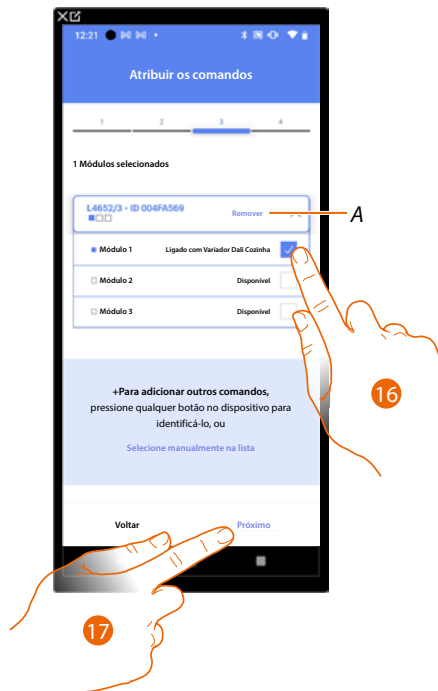 12:21
Atribuir os comandos
1 2 3 4
1 Módulos selecionados
L4652/3 - ID 004FA569
Remover
A
Módulo 1 Ligado com Variador Dali Cozinha
Módulo 2 Disponível
Módulo 3 Disponível
16
+Para adicionar outros comandos,
pressione qualquer botão no dispositivo para
identificá-lo, ou
Selecione manualmente na lista
Voltar Próximo
17